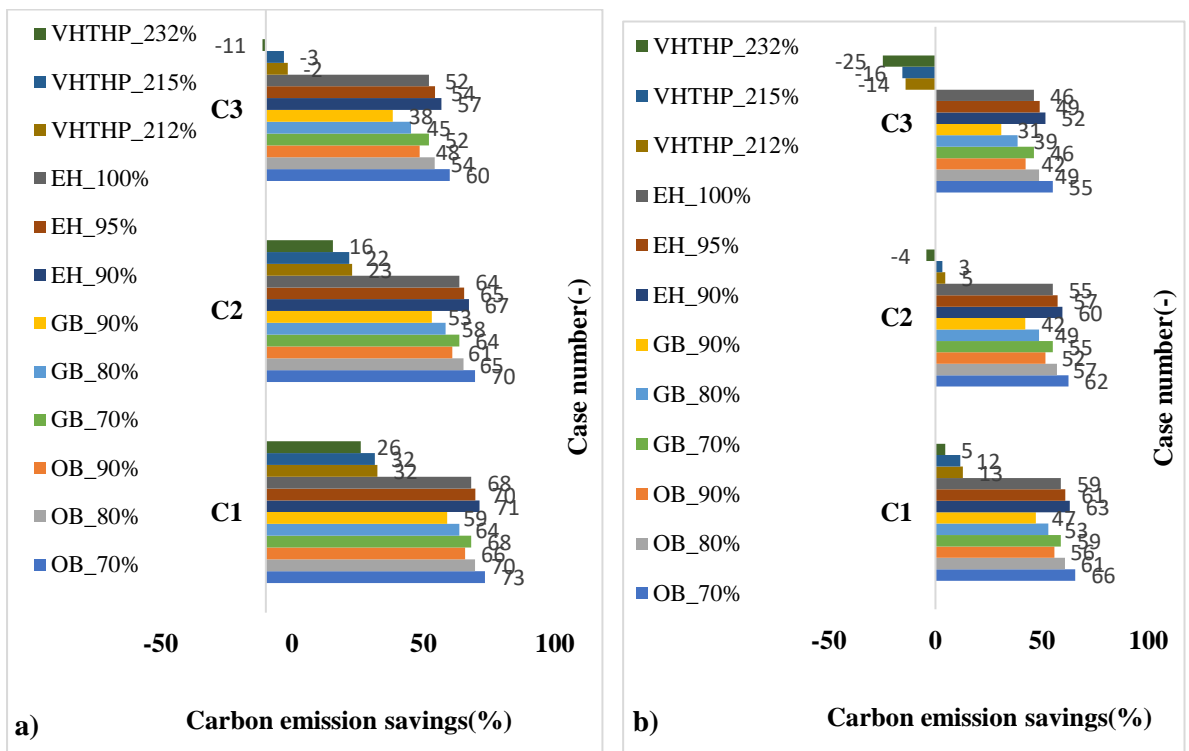 VHTHP_232%
VHTHP_215%
VHTHP_212%
EH_100%
EH_95%
EH_90%
GB_90%
GB_80%
GB_70%
OB_90%
OB_80%
OB_70%
C3
-11
-3
-2
52
54
57
38
45
52
48
54
60
C2
16
22
23
64
65
67
53
58
64
61
65
70
C1
26
32
32
68
70
71
59
64
68
66
70
73
Case number(-)
-50 0 50 100
a) Carbon emission savings(%)
VHTHP_232%
VHTHP_215%
VHTHP_212%
EH_100%
EH_95%
EH_90%
GB_90%
GB_80%
GB_70%
OB_90%
OB_80%
OB_70%
C3
-25
-16
-14
46
49
52
31
39
46
42
49
55
C2
-4
3
5
55
57
60
42
49
55
52
57
62
C1
5
12
13
59
61
63
47
53
59
56
61
66
Case number(-)
-50 0 50 100
b) Carbon emission savings(%)